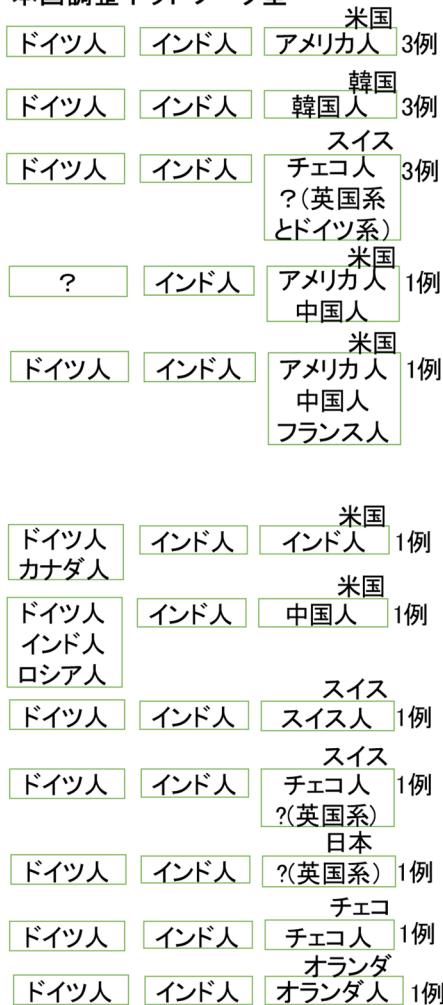 米国
ドイツ人 インド人 アメリカ人 3例
韓国
ドイツ人 インド人 韓国人 3例
スイス
ドイツ人 インド人 チェコ人 3例
？（英国系
とドイツ系）
米国
？ インド人 アメリカ人 1例
中国人
米国
ドイツ人 インド人 アメリカ人 1例
中国人
フランス人
米国
ドイツ人 インド人 インド人 1例
カナダ人
米国
ドイツ人 インド人 中国人 1例
インド人
ロシア人
スイス
ドイツ人 インド人 スイス人 1例
スイス
ドイツ人 インド人 チェコ人 1例
?（英国系）
日本
ドイツ人 インド人 ?（英国系） 1例
チェコ
ドイツ人 インド人 チェコ人 1例
オランダ
ドイツ人 インド人 オランダ人 1例